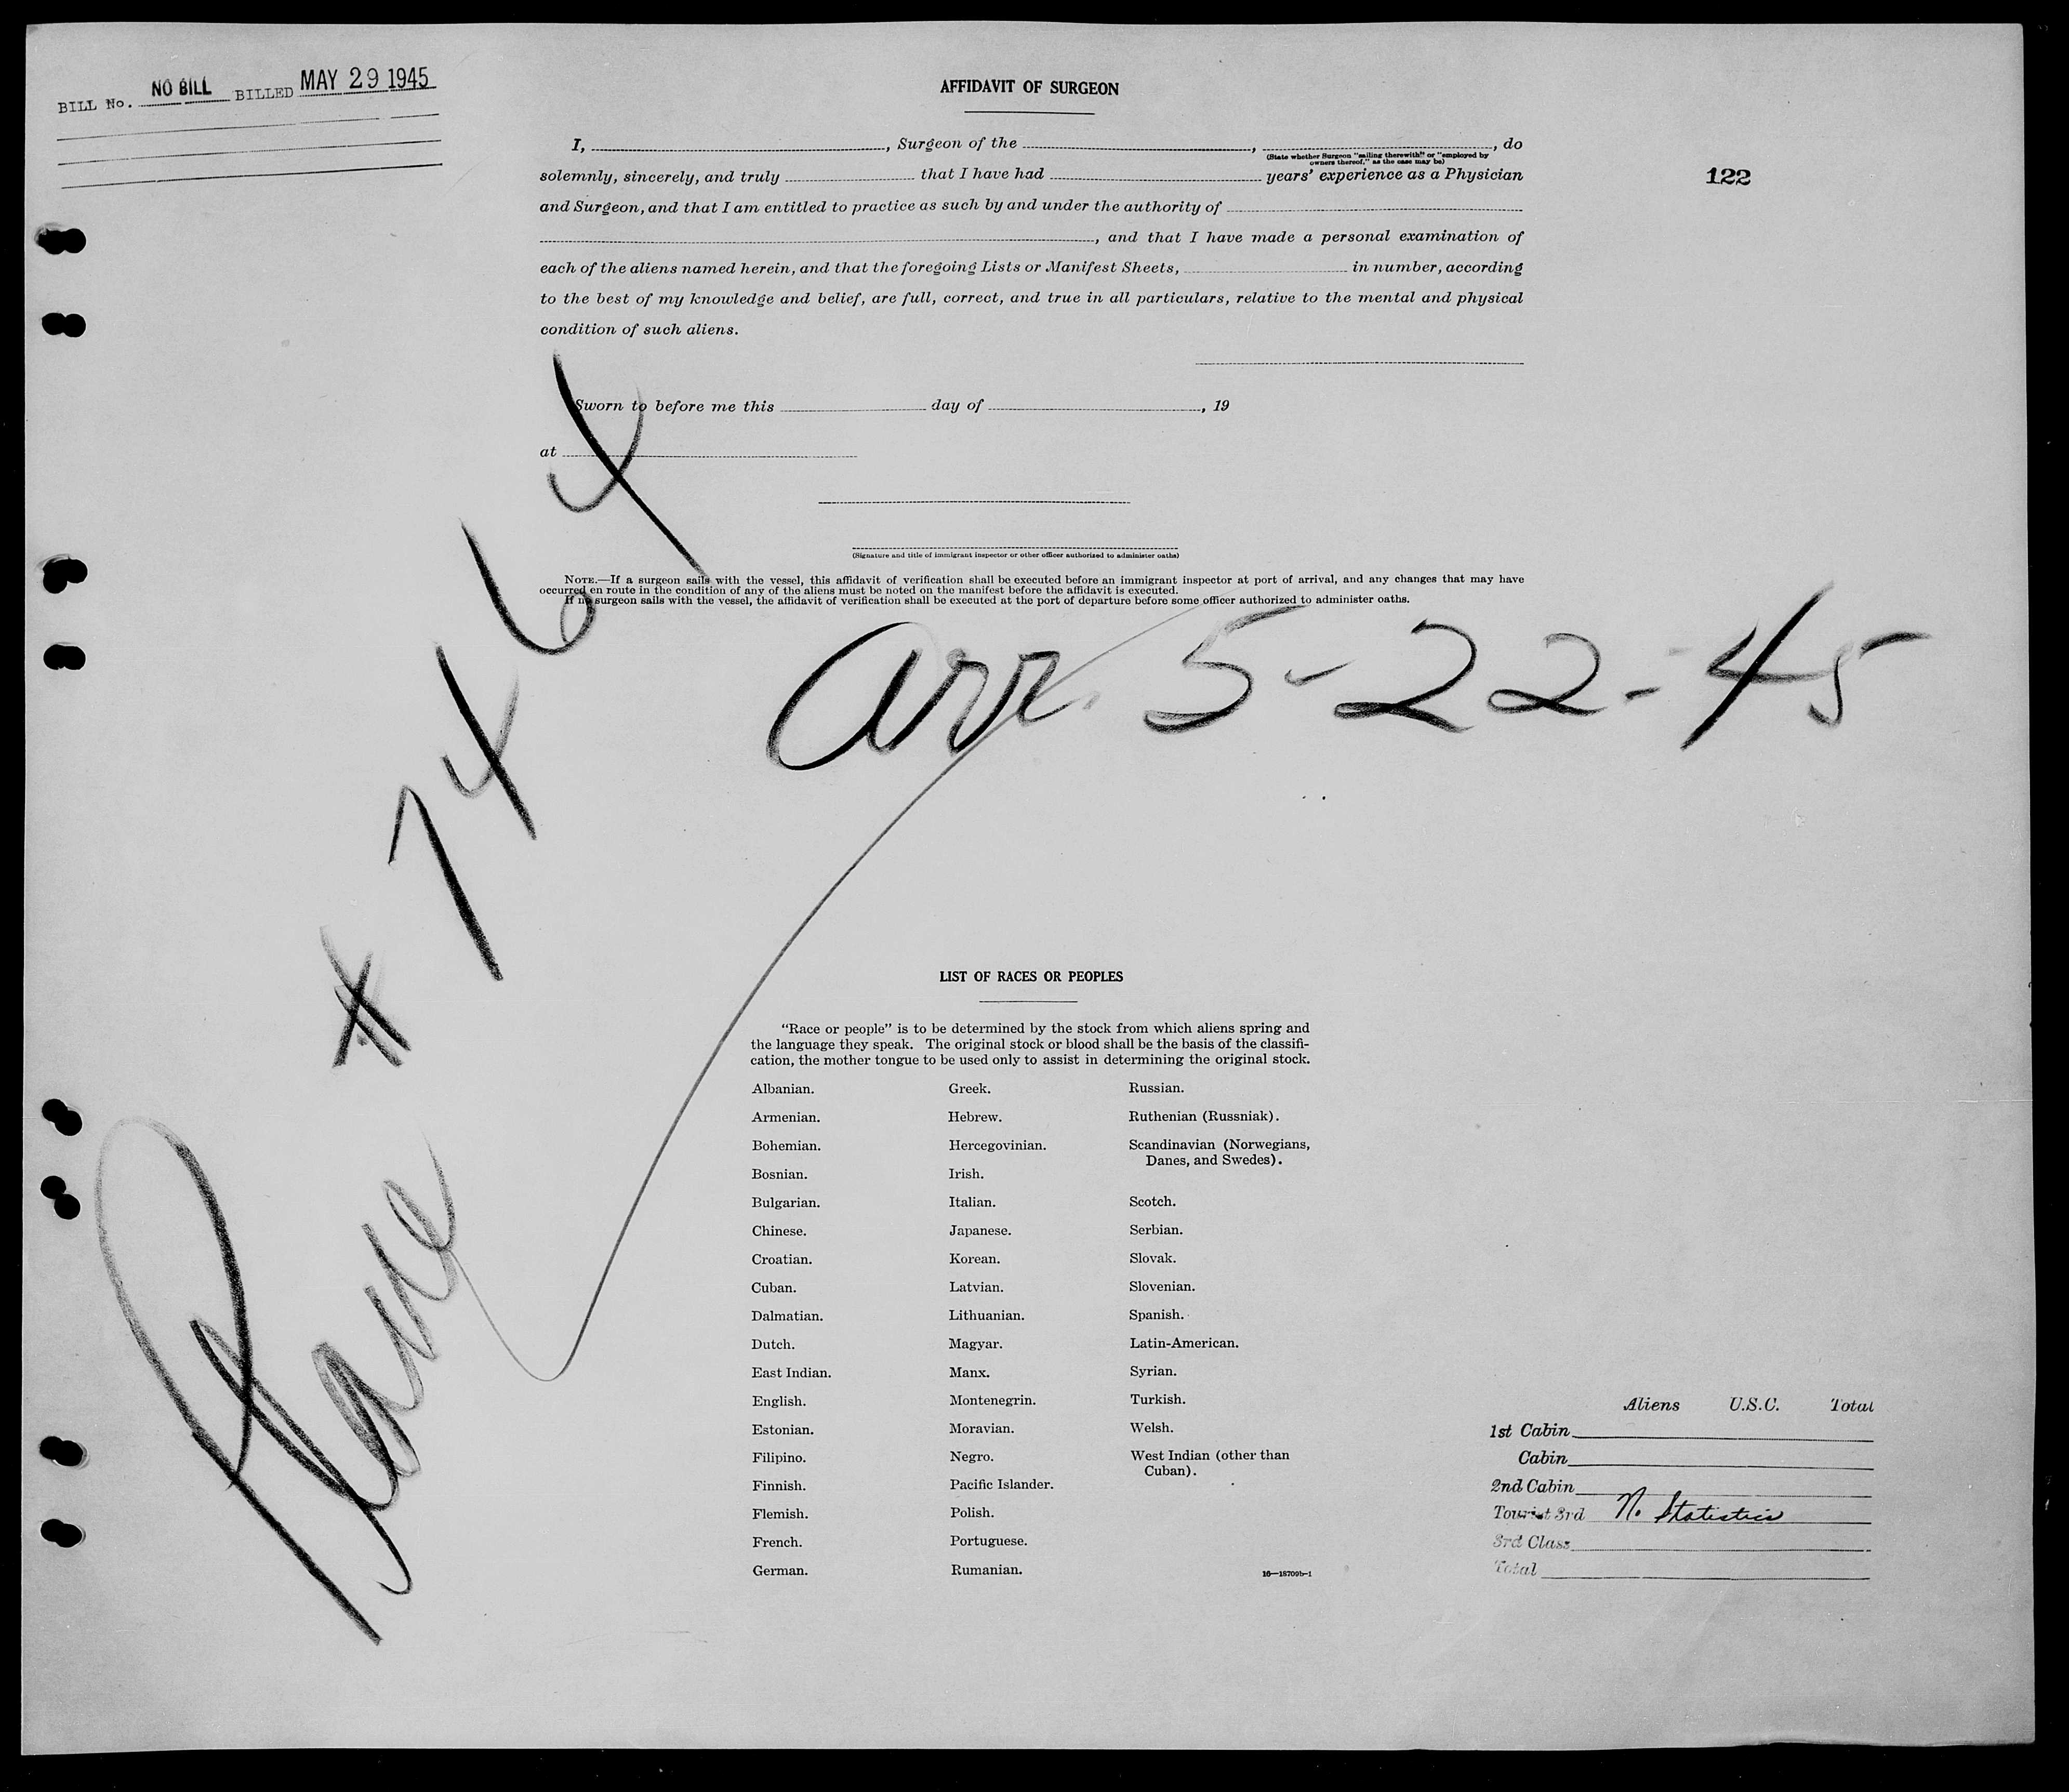 BILL No. NO BILL BILLED MAY 29 1945
AFFIDAVIT OF SURGEON
I, , Surgeon of the , , do
(State whether Surgeon "sailing therewith" or "employed by
owners thereof," as the case may be)
solemnly, sincerely, and truly that I have had years' experience as a Physician
122
and Surgeon, and that I am entitled to practice as such by and under the authority of
, and that I have made a personal examination of
each of the aliens named herein, and that the foregoing Lists or Manifest Sheets, in number, according
to the best of my knowledge and belief, are full, correct, and true in all particulars, relative to the mental and physical
condition of such aliens.
Sworn to before me this day of , 19
at
(Signature and title of immigrant inspector or other officer authorized to administer oaths)
NOTE.—If a surgeon sails with the vessel, this affidavit of verification shall be executed before an immigrant inspector at port of arrival, and any changes that may have
occurred en route in the condition of any of the aliens must be noted on the manifest before the affidavit is executed.
If no surgeon sails with the vessel, the affidavit of verification shall be executed at the port of departure before some officer authorized to administer oaths.
Plane # 7464
arr. 5-22-45
LIST OF RACES OR PEOPLES
"Race or people" is to be determined by the stock from which aliens spring and
the language they speak. The original stock or blood shall be the basis of the classifi-
cation, the mother tongue to be used only to assist in determining the original stock.
Albanian.
Armenian.
Bohemian.
Bosnian.
Bulgarian.
Chinese.
Croatian.
Cuban.
Dalmatian.
Dutch.
East Indian.
English.
Estonian.
Filipino.
Finnish.
Flemish.
French.
German.
Greek.
Hebrew.
Hercegovinian.
Irish.
Italian.
Japanese.
Korean.
Latvian.
Lithuanian.
Magyar.
Manx.
Montenegrin.
Moravian.
Negro.
Pacific Islander.
Polish.
Portuguese.
Rumanian.
Russian.
Ruthenian (Russniak).
Scandinavian (Norwegians,
Danes, and Swedes).
Scotch.
Serbian.
Slovak.
Slovenian.
Spanish.
Latin-American.
Syrian.
Turkish.
Welsh.
West Indian (other than
Cuban).
16—18709b-1
Aliens U.S.C. Total
1st Cabin
Cabin
2nd Cabin
Tourist 3rd N. Statistics
3rd Class
Total